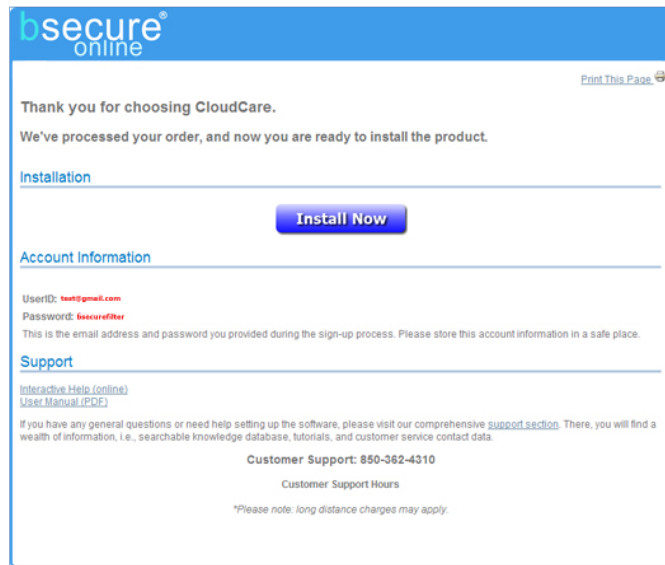 bsecure®
online
Print This Page
Thank you for choosing CloudCare.
We've processed your order, and now you are ready to install the product.
Installation
Install Now
Account Information
UserID: test@gmail.com
Password: bsecurefilter
This is the email address and password you provided during the sign-up process. Please store this account information in a safe place.
Support
Interactive Help (online)
User Manual (PDF)
If you have any general questions or need help setting up the software, please visit our comprehensive support section. There, you will find a
wealth of information, i.e., searchable knowledge database, tutorials, and customer service contact data.
Customer Support: 850-362-4310
Customer Support Hours
*Please note: long distance charges may apply.